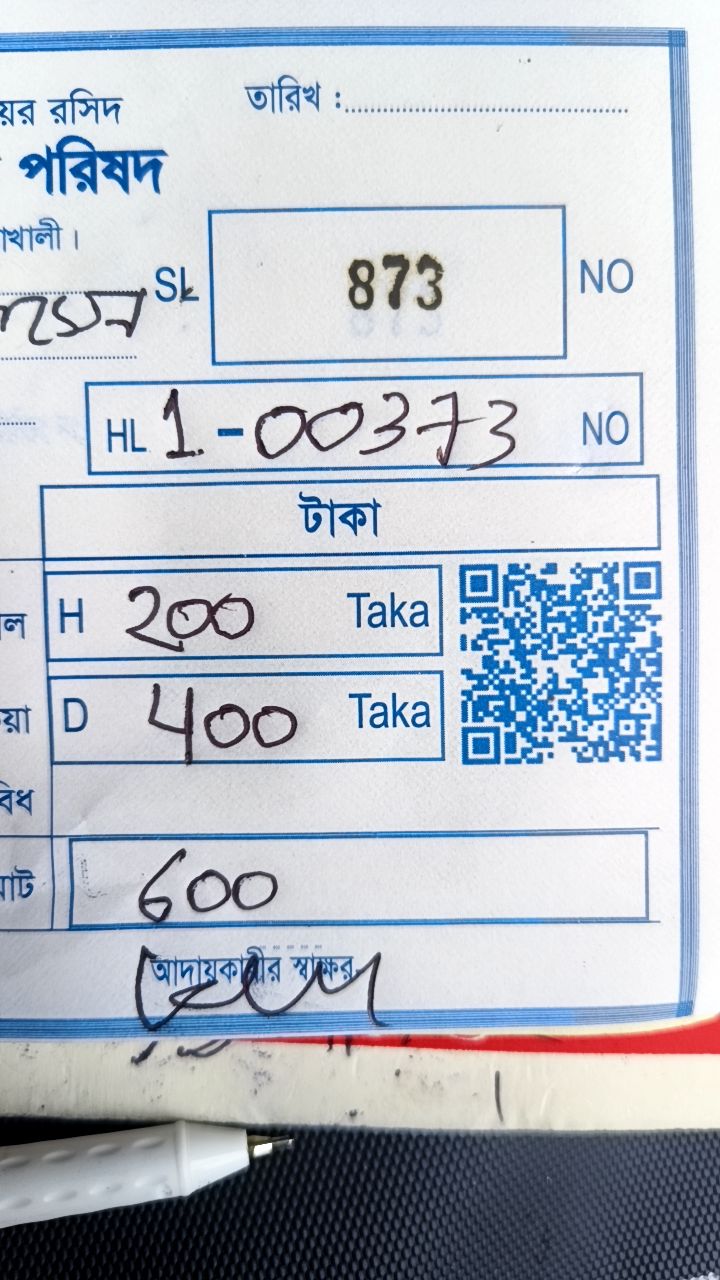 রসিদ তারিখ :
পরিষদ
SL 873 NO
HL 1-00373 NO
টাকা
H 200 Taka
D 400 Taka
600
আদায়কারীর স্বাক্ষর